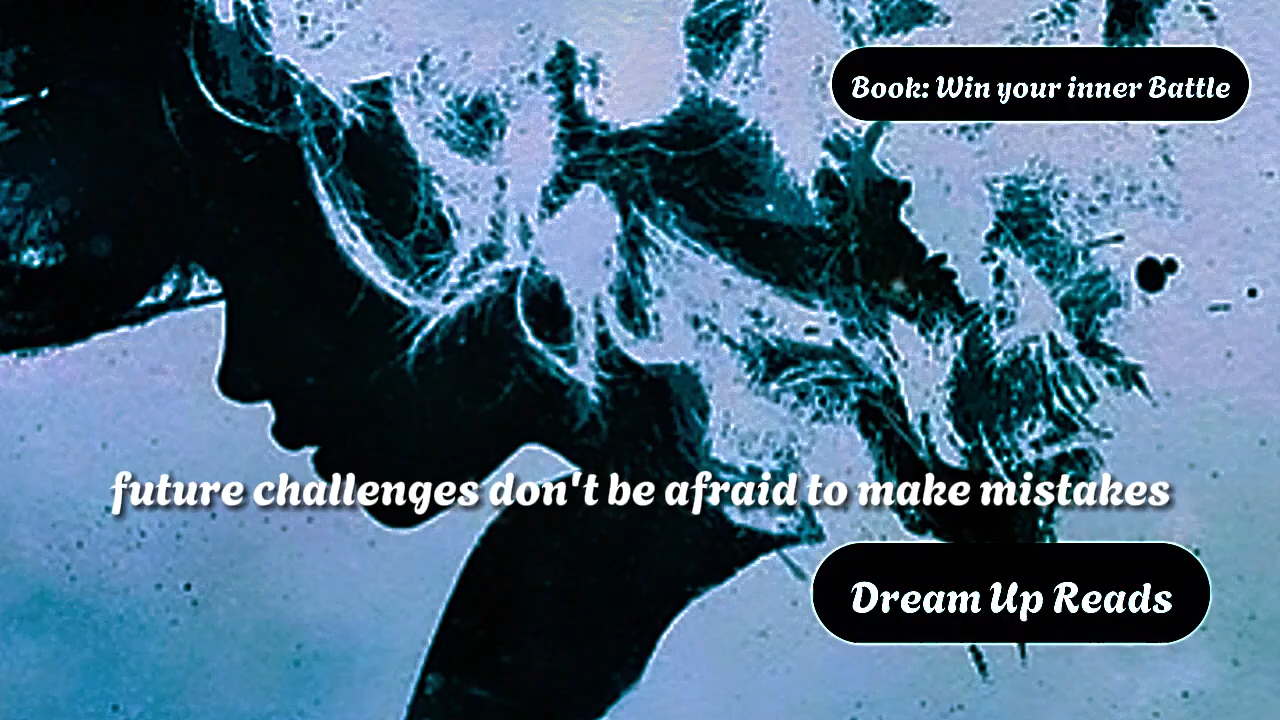 Book: Win your inner Battle
future challenges don't be afraid to make mistakes
Dream Up Reads